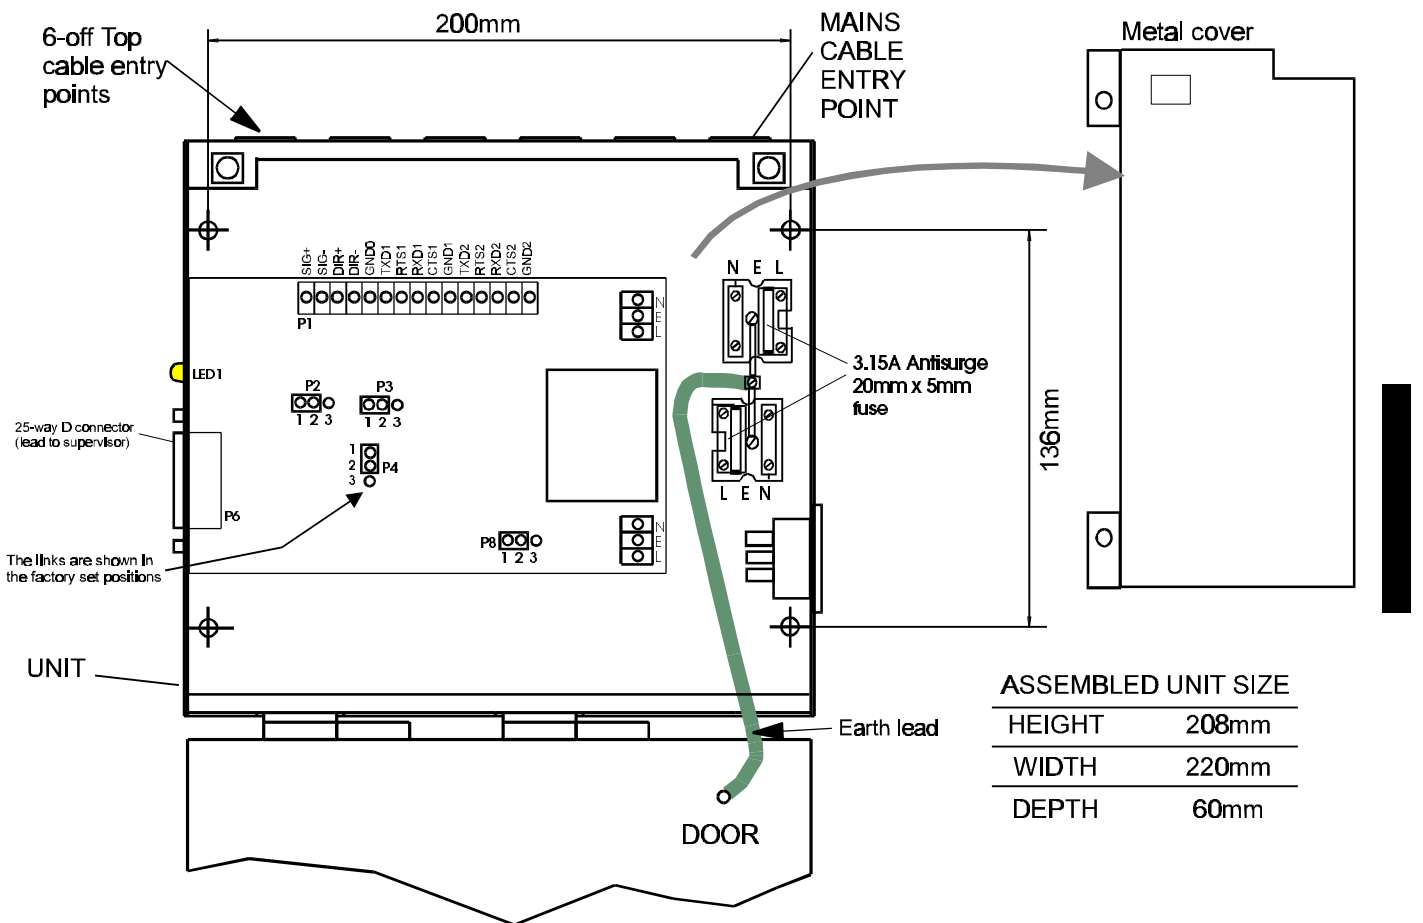 6-off Top
cable entry
points
200mm
MAINS
CABLE
ENTRY
POINT
Metal cover
SIG+
SIG-
DIR+
DIR-
GND0
TXD1
RTS1
RXD1
CTS1
GND1
TXD2
RTS2
RXD2
CTS2
GND2
P1
N
E
L
N E L
3.15A Antisurge
20mm x 5mm
fuse
LED1
P2
1 2 3
P3
1 2 3
25-way D connector
(lead to supervisor)
1
2
3
P4
136mm
L E N
P6
P8
1 2 3
N
E
L
The links are shown in
the factory set positions
UNIT
Earth lead
DOOR
ASSEMBLED UNIT SIZE
HEIGHT 208mm
WIDTH 220mm
DEPTH 60mm